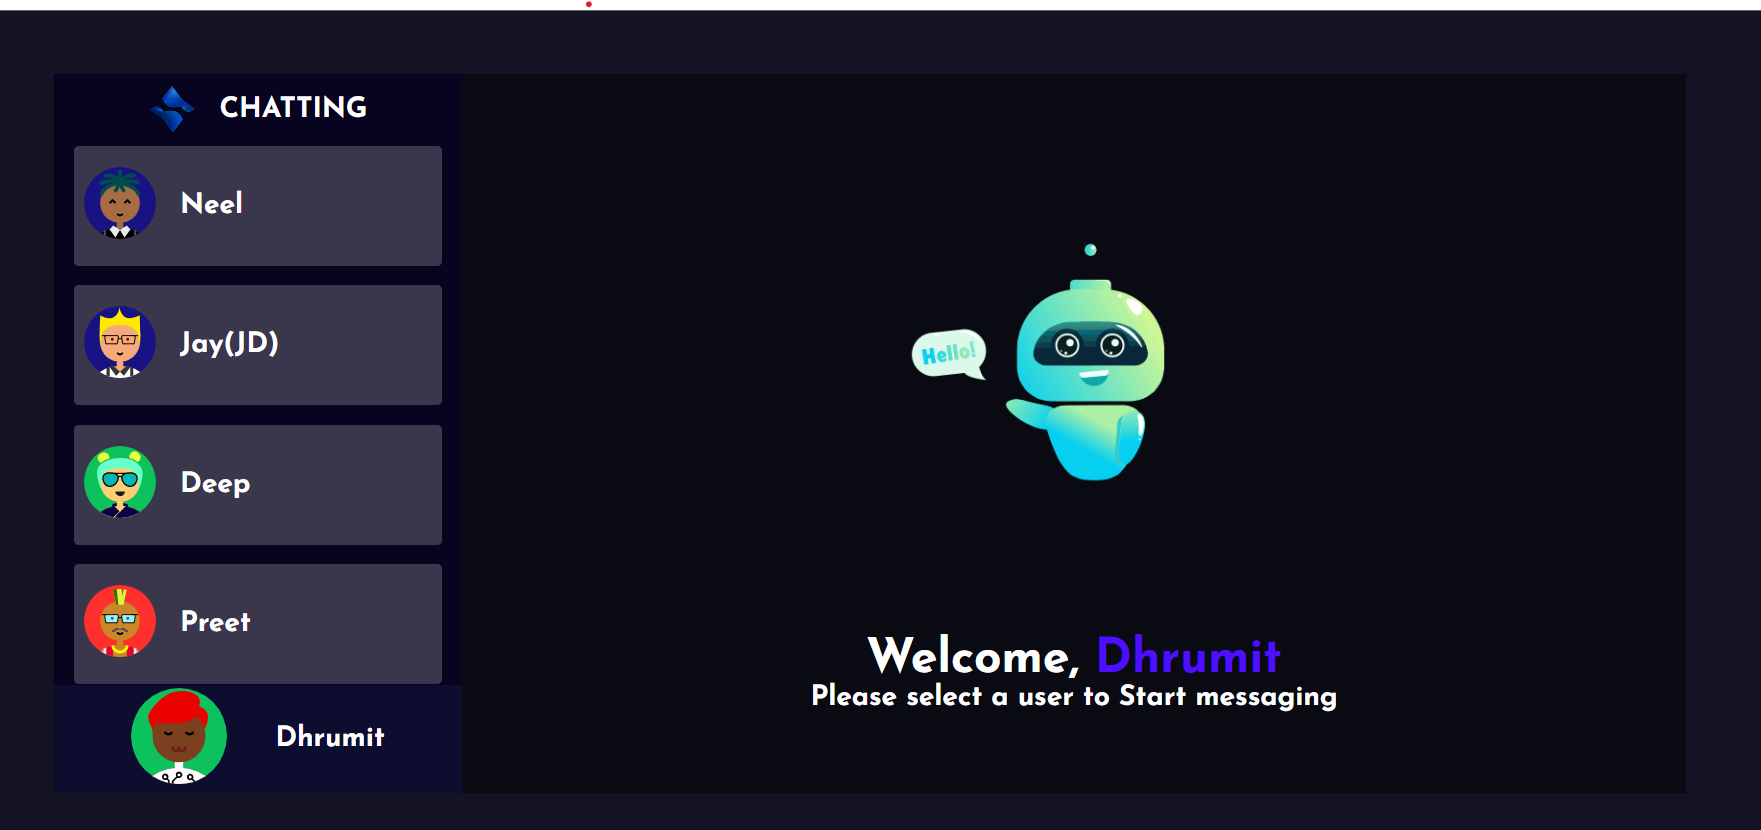 CHATTING
Neel
Jay(JD)
Deep
Preet
Dhrumit
Hello!
Welcome, Dhrumit
Please select a user to Start messaging